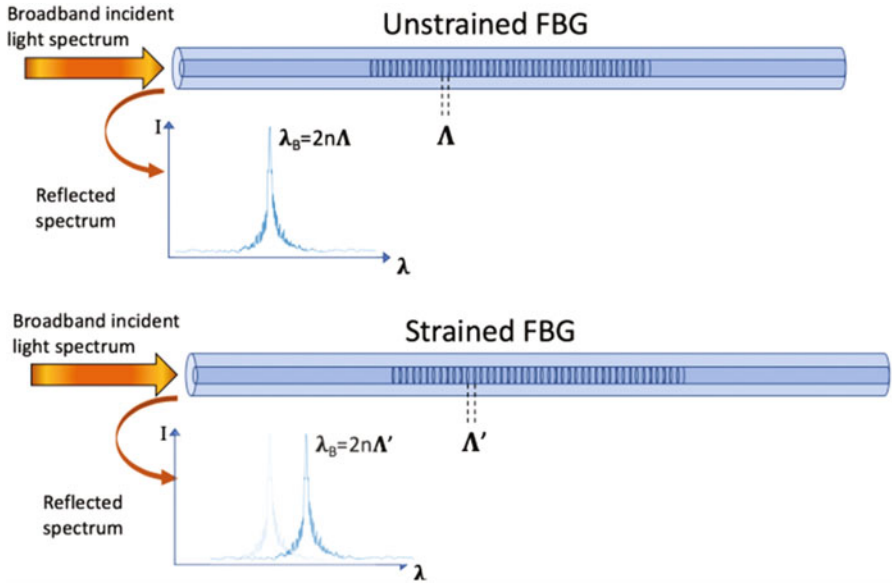 Broadband incident
light spectrum
Unstrained FBG
Λ
I
λB=2nΛ
Reflected
spectrum
λ
Broadband incident
light spectrum
Strained FBG
Λ’
I
λB=2nΛ’
Reflected
spectrum
λ